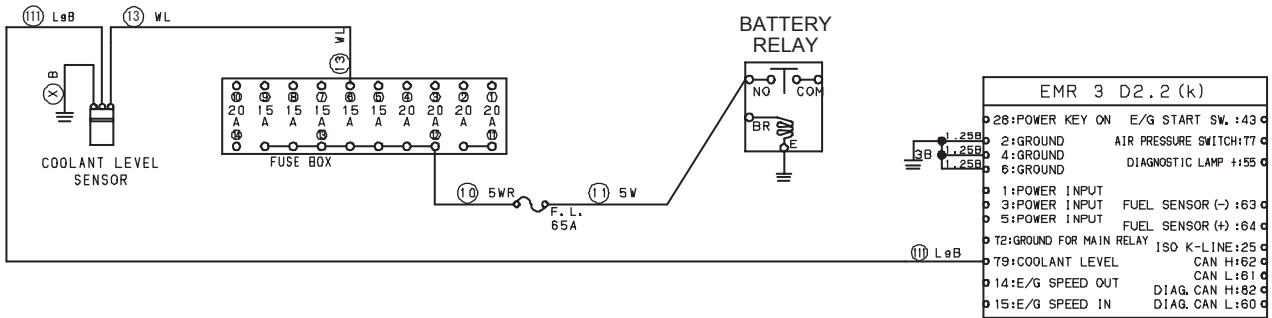 111 LgB
13 WL
WL
13
X B
COOLANT LEVEL
SENSOR
10 9 8 7 6 5 4 3 2 1
20 15 15 15 15 15 20 20 20 20
A A A A A A A A A A
14 13 12 11
FUSE BOX
10 5WR
F.L.
65A
11 5W
BATTERY
RELAY
NO COM
BR
E
EMR 3 D2.2(k)
28:POWER KEY ON E/G START SW.:43
1.25B 2:GROUND AIR PRESSURE SWITCH:77
3B 1.25B 4:GROUND DIAGNOSTIC LAMP +:55
1.25B 6:GROUND
1:POWER INPUT
3:POWER INPUT FUEL SENSOR(-):63
5:POWER INPUT FUEL SENSOR(+):64
72:GROUND FOR MAIN RELAY ISO K-LINE:25
111 LgB 79:COOLANT LEVEL CAN H:62
CAN L:61
14:E/G SPEED OUT DIAG.CAN H:82
15:E/G SPEED IN DIAG.CAN L:60